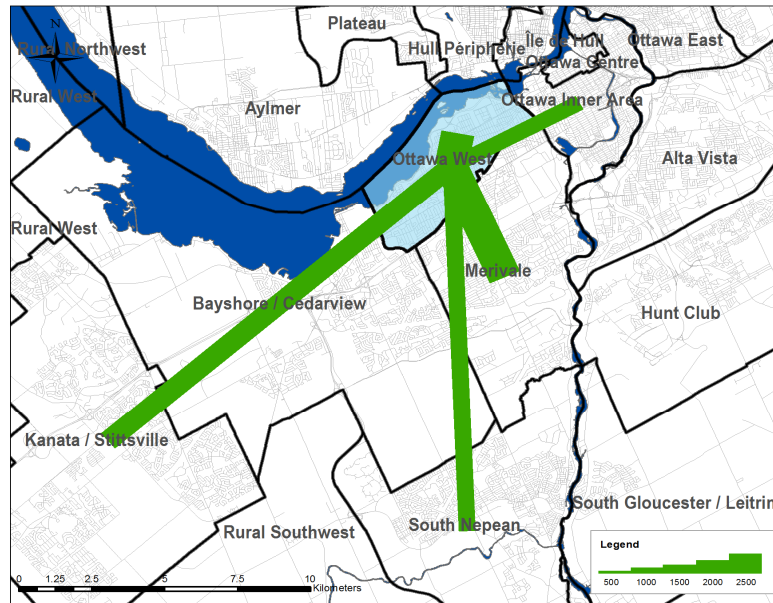 Plateau
N
Rural Northwest
Hull Périphérie
Île de Hull
Ottawa East
Ottawa Centre
Rural West
Aylmer
Ottawa Inner Area
Ottawa West
Alta Vista
Rural West
Merivale
Bayshore / Cedarview
Hunt Club
Kanata / Stittsville
South Gloucester / Leitrim
Rural Southwest
South Nepean
Legend
500 1000 1500 2000 2500
0 1.25 2.5 5 7.5 10
Kilometers